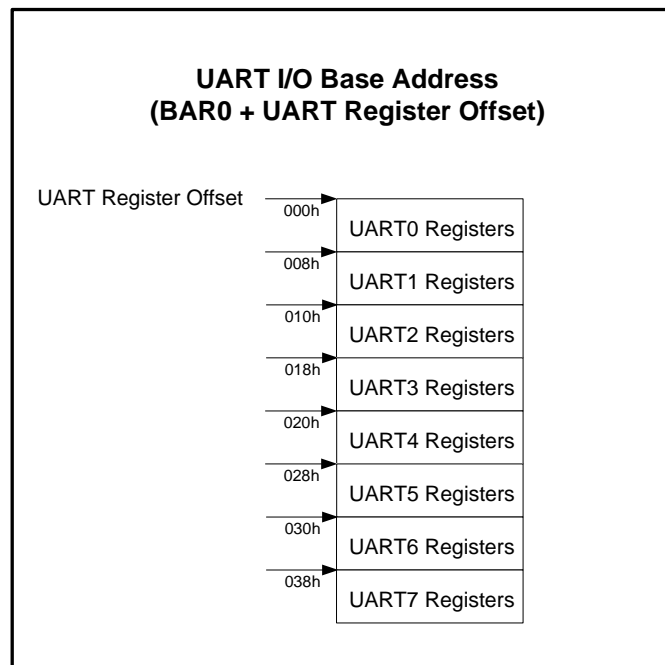 UART I/O Base Address
(BAR0 + UART Register Offset)
UART Register Offset
000h
UART0 Registers
008h
UART1 Registers
010h
UART2 Registers
018h
UART3 Registers
020h
UART4 Registers
028h
UART5 Registers
030h
UART6 Registers
038h
UART7 Registers